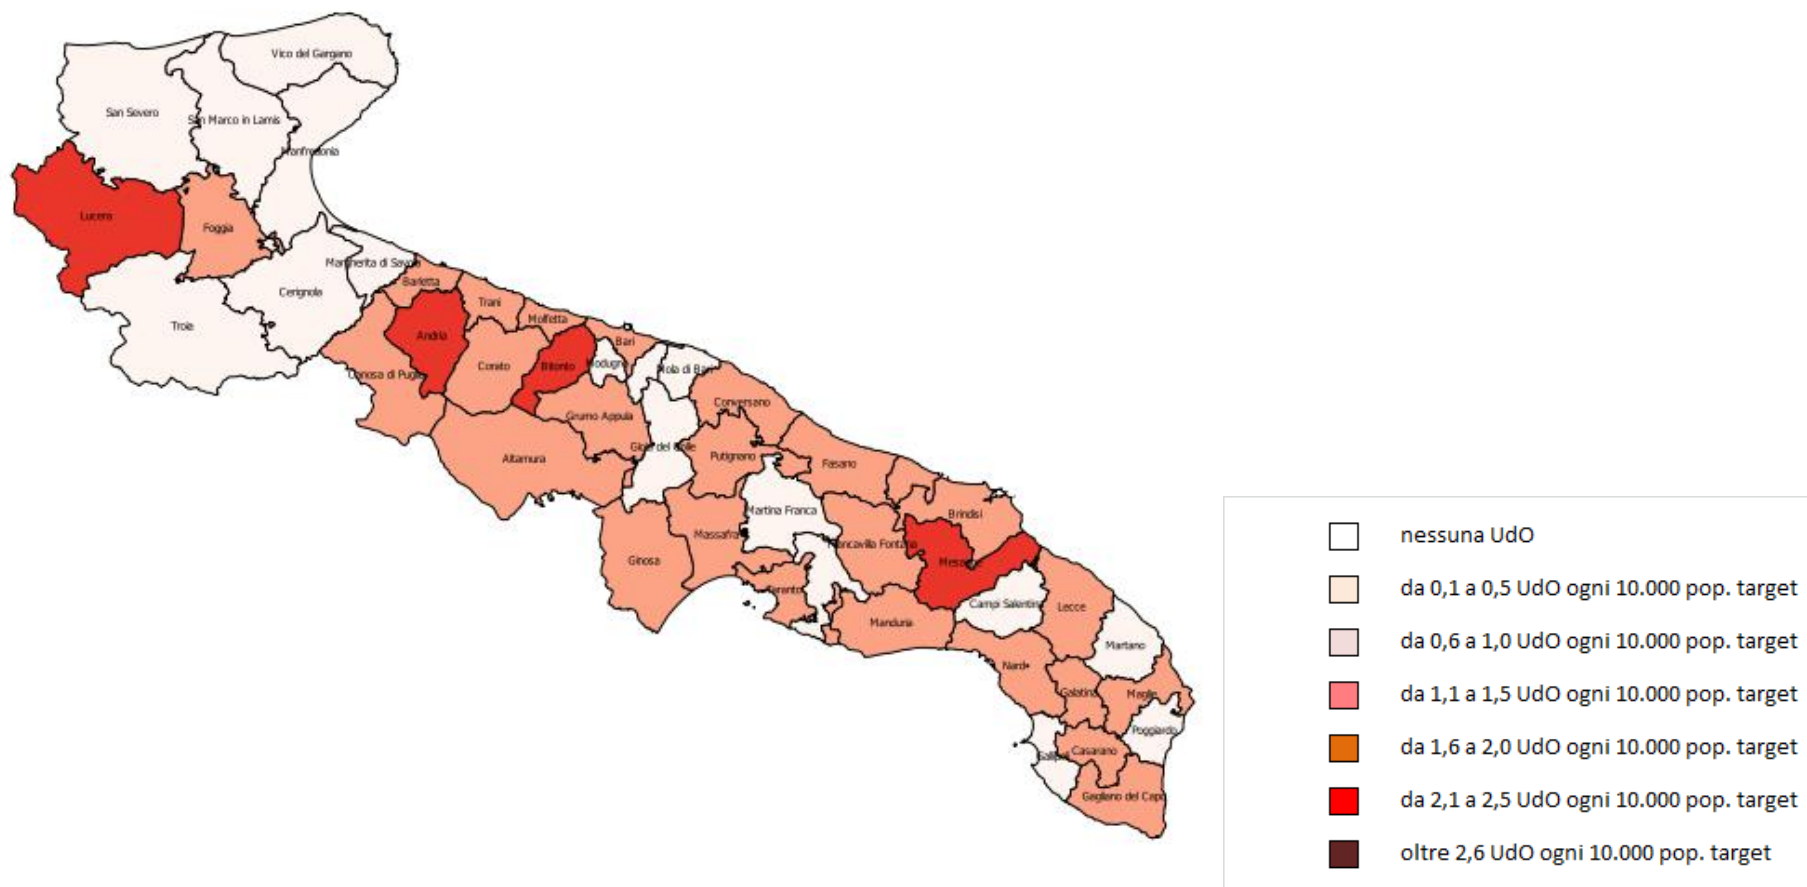 Vico del Gargano
San Severo
San Marco in Lamis
Manfredonia
Lucera
Foggia
Margherita di Savoia
Barletta
Cerignola
Trani
Troia
Molfetta
Andria
Bari
Canosa di Puglia
Corato
Bitonto
Modugno
Mola di Bari
Conversano
Grumo Appula
Gioia del Colle
Altamura
Putignano
Fasano
Martina Franca
Brindisi
Massafra
Francavilla Fontana
Ginosa
Mesagne
Taranto
Campi Salentina
Lecce
Manduria
Martano
Nardò
Galatina
Maglie
Poggiardo
Casarano
Gallipoli
Gagliano del Capo
nessuna UdO
da 0,1 a 0,5 UdO ogni 10.000 pop. target
da 0,6 a 1,0 UdO ogni 10.000 pop. target
da 1,1 a 1,5 UdO ogni 10.000 pop. target
da 1,6 a 2,0 UdO ogni 10.000 pop. target
da 2,1 a 2,5 UdO ogni 10.000 pop. target
oltre 2,6 UdO ogni 10.000 pop. target